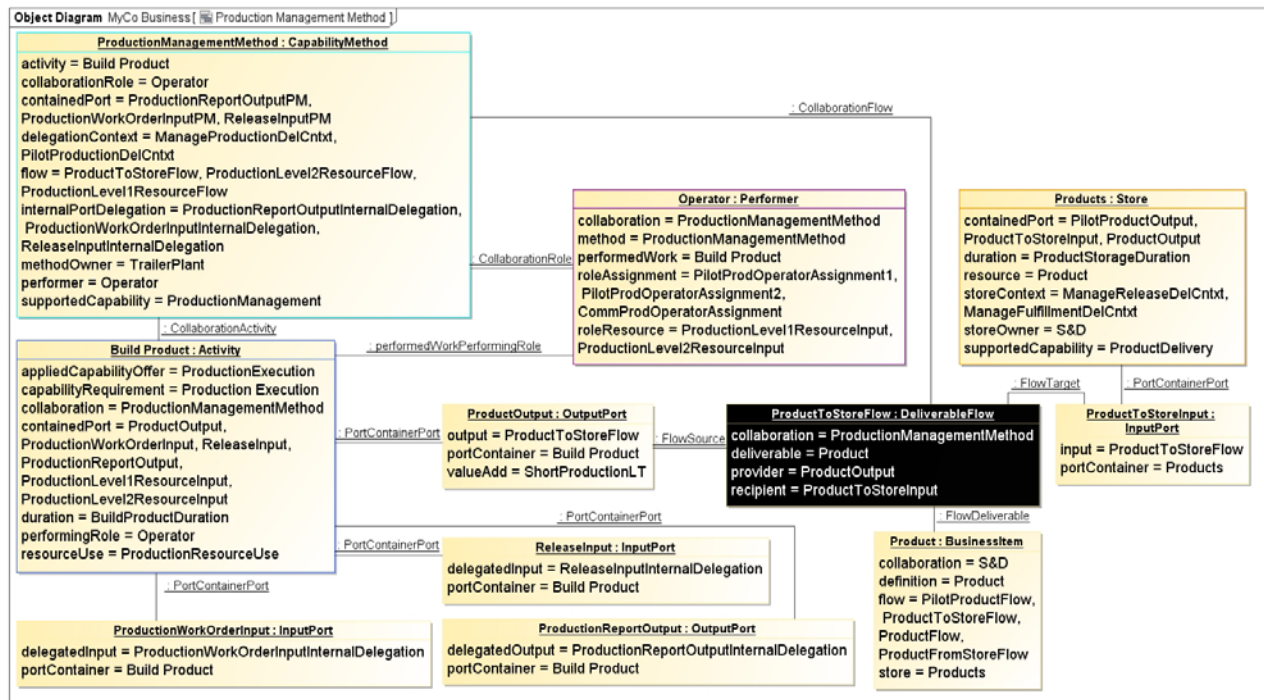 Object Diagram MyCo Business[ Production Management Method ]
ProductionManagementMethod : CapabilityMethod
activity = Build Product
collaborationRole = Operator
containedPort = ProductionReportOutputPM,
ProductionWorkOrderInputPM, ReleaseInputPM
delegationContext = ManageProductionDelCntxt,
PilotProductionDelCntxt
flow = ProductToStoreFlow, ProductionLevel2ResourceFlow,
ProductionLevel1ResourceFlow
internalPortDelegation = ProductionReportOutputInternalDelegation,
ProductionWorkOrderInputInternalDelegation,
ReleaseInputInternalDelegation
methodOwner = TrailerPlant
performer = Operator
supportedCapability = ProductionManagement
: CollaborationFlow
: CollaborationRole
: CollaborationActivity
Operator : Performer
collaboration = ProductionManagementMethod
method = ProductionManagementMethod
performedWork = Build Product
roleAssignment = PilotProdOperatorAssignment1,
PilotProdOperatorAssignment2,
CommProdOperatorAssignment
roleResource = ProductionLevel1ResourceInput,
ProductionLevel2ResourceInput
Products : Store
containedPort = PilotProductOutput,
ProductToStoreInput, ProductOutput
duration = ProductStorageDuration
resource = Product
storeContext = ManageReleaseDelCntxt,
ManageFulfillmentDelCntxt
storeOwner = S&D
supportedCapability = ProductDelivery
: performedWorkPerformingRole
Build Product : Activity
appliedCapabilityOffer = ProductionExecution
capabilityRequirement = Production Execution
collaboration = ProductionManagementMethod
containedPort = ProductOutput,
ProductionWorkOrderInput, ReleaseInput,
ProductionReportOutput,
ProductionLevel1ResourceInput,
ProductionLevel2ResourceInput
duration = BuildProductDuration
performingRole = Operator
resourceUse = ProductionResourceUse
: PortContainerPort
ProductOutput : OutputPort
output = ProductToStoreFlow
portContainer = Build Product
valueAdd = ShortProductionLT
: FlowSource
ProductToStoreFlow : DeliverableFlow
collaboration = ProductionManagementMethod
deliverable = Product
provider = ProductOutput
recipient = ProductToStoreInput
: FlowTarget
: PortContainerPort
ProductToStoreInput :
InputPort
input = ProductToStoreFlow
portContainer = Products
: FlowDeliverable
Product : BusinessItem
collaboration = S&D
definition = Product
flow = PilotProductFlow,
ProductToStoreFlow,
ProductFlow,
ProductFromStoreFlow
store = Products
: PortContainerPort
: PortContainerPort
ReleaseInput : InputPort
delegatedInput = ReleaseInputInternalDelegation
portContainer = Build Product
: PortContainerPort
ProductionWorkOrderInput : InputPort
delegatedInput = ProductionWorkOrderInputInternalDelegation
portContainer = Build Product
ProductionReportOutput : OutputPort
delegatedOutput = ProductionReportOutputInternalDelegation
portContainer = Build Product